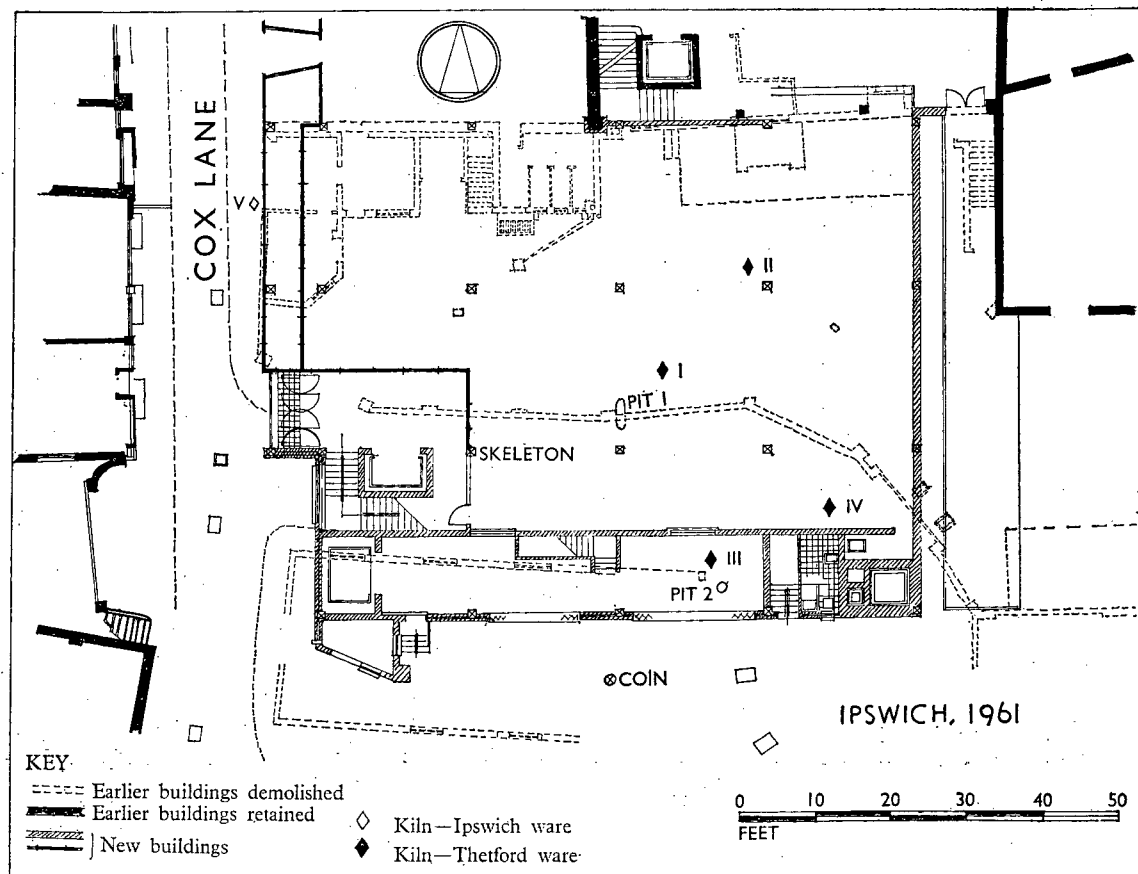 COX LANE
V
II
I
PIT 1
SKELETON
IV
III
PIT 2
COIN
IPSWICH, 1961
KEY
Earlier buildings demolished
Earlier buildings retained
New buildings
Kiln—Ipswich ware
Kiln—Thetford ware
0 10 20 30 40 50
FEET